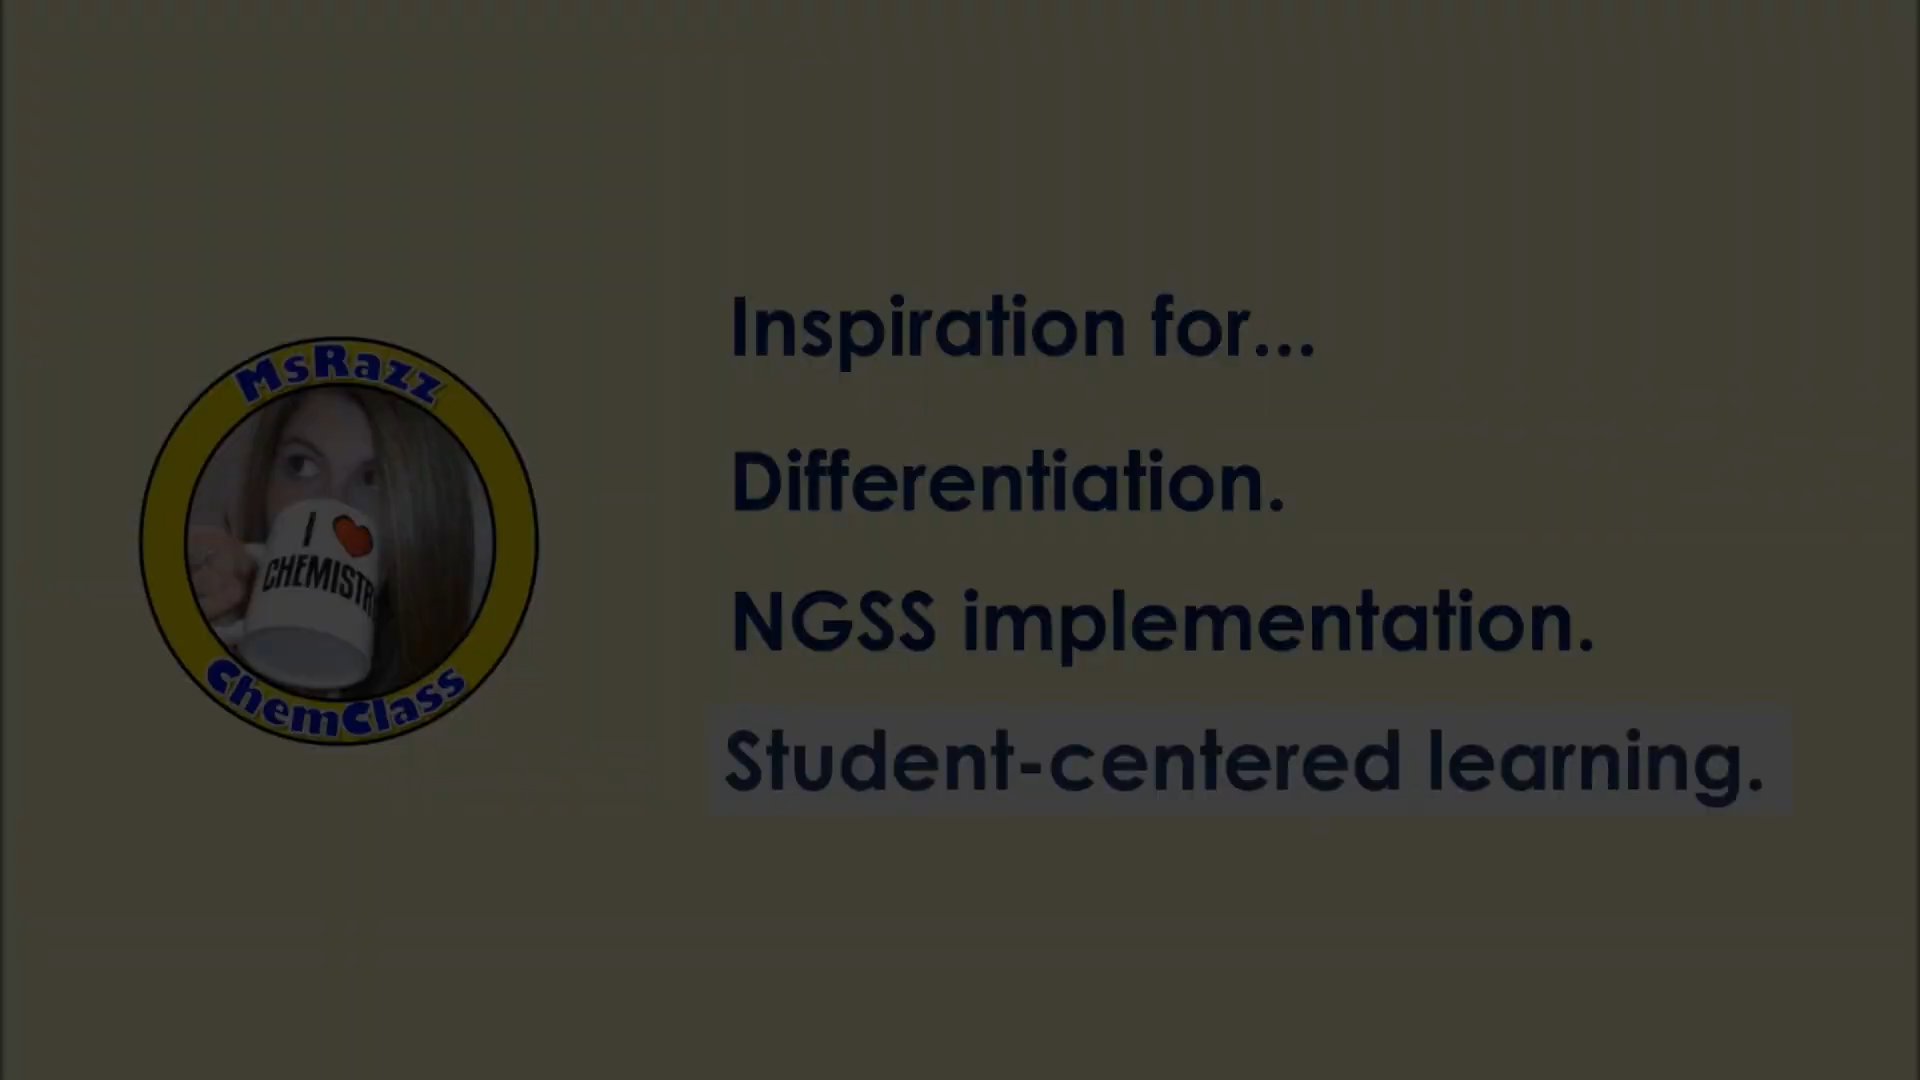 MsRazz
I
CHEMISTR
ChemClass
Inspiration for...
Differentiation.
NGSS implementation.
Student-centered learning.